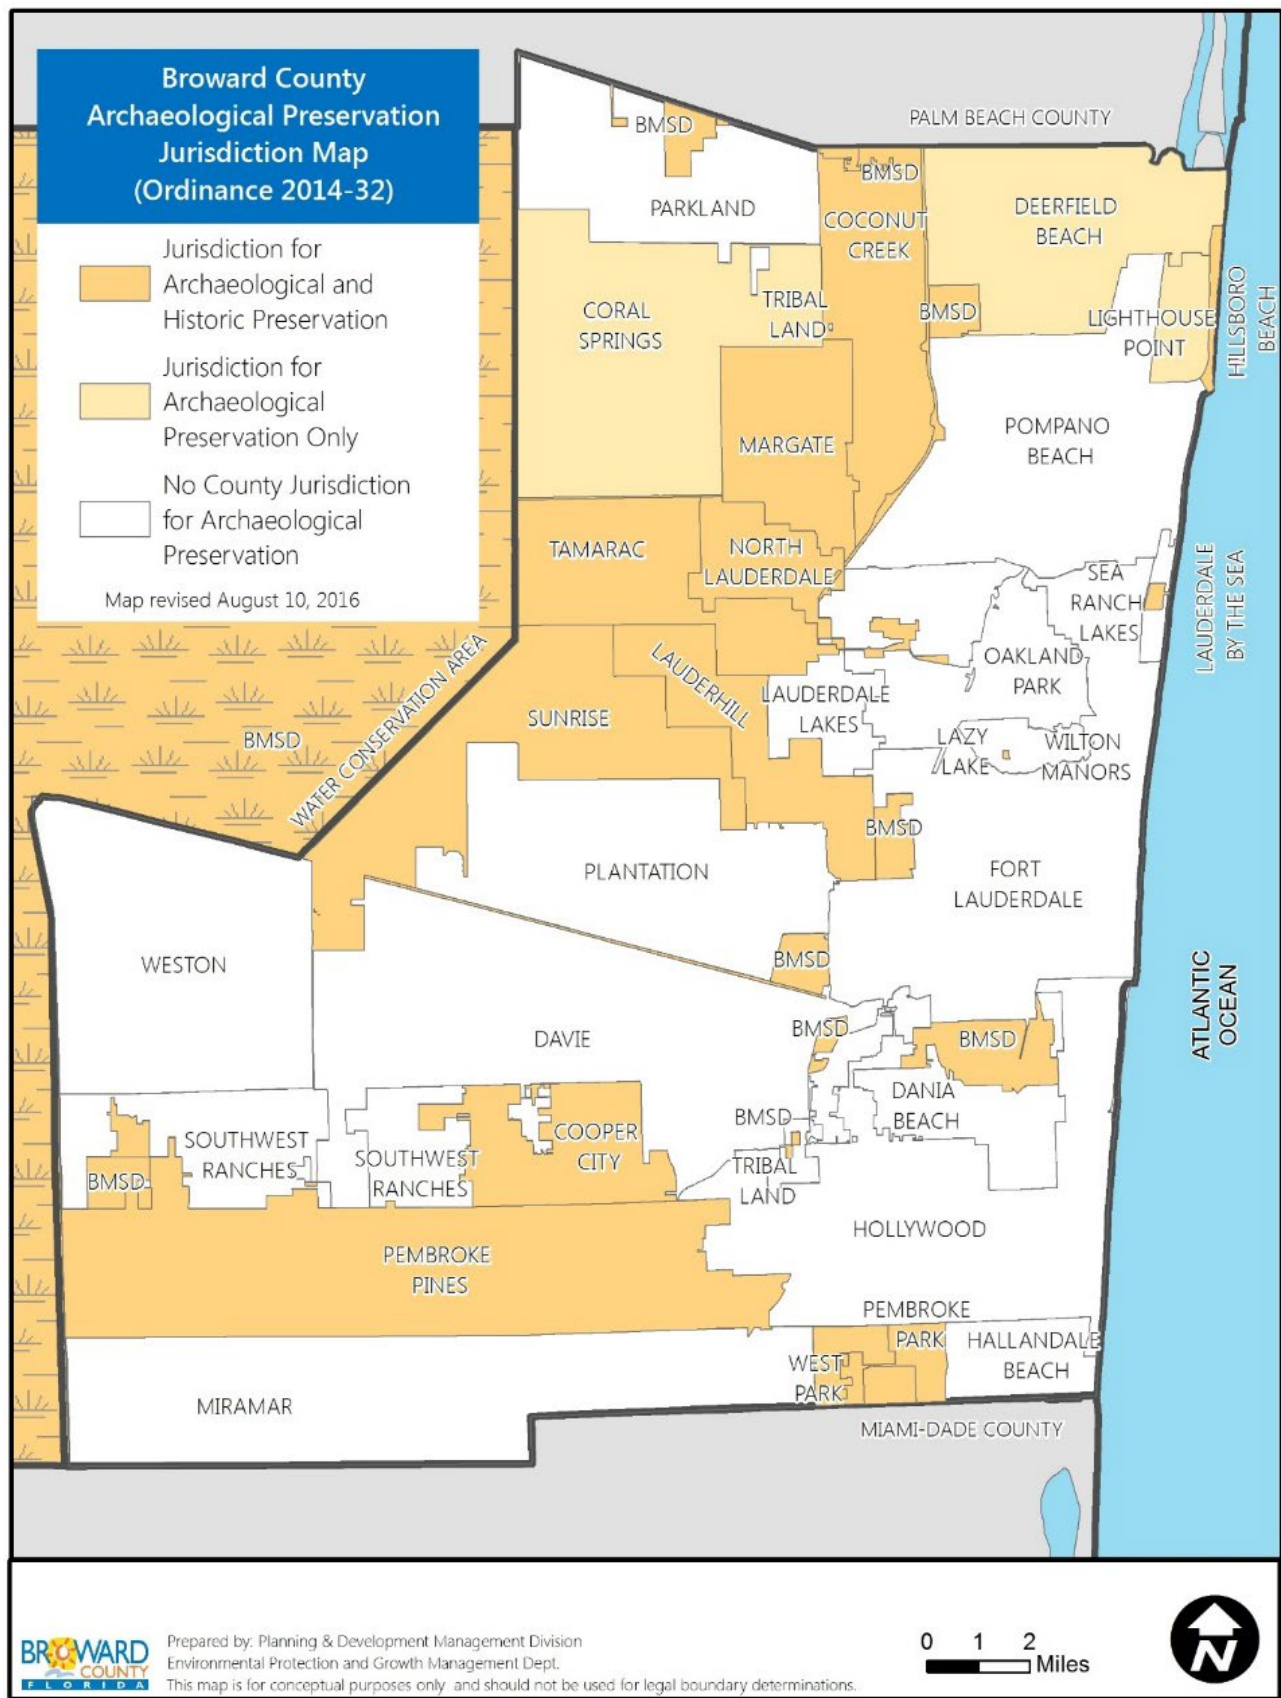 Broward County
Archaeological Preservation
Jurisdiction Map
(Ordinance 2014-32)
Jurisdiction for
Archaeological and
Historic Preservation
Jurisdiction for
Archaeological
Preservation Only
No County Jurisdiction
for Archaeological
Preservation
Map revised August 10, 2016
PALM BEACH COUNTY
BMSD
PARKLAND
BMSD
COCONUT
CREEK
DEERFIELD
BEACH
CORAL
SPRINGS
TRIBAL
LAND
BMSD
LIGHTHOUSE
POINT
HILLSBORO
BEACH
MARGATE
POMPANO
BEACH
TAMARAC
NORTH
LAUDERDALE
SEA
RANCH
LAKES
LAUDERDALE
BY THE SEA
WATER CONSERVATION AREA
BMSD
SUNRISE
LAUDERHILL
LAUDERDALE
LAKES
OAKLAND
PARK
LAZY
LAKE
WILTON
MANORS
BMSD
PLANTATION
FORT
LAUDERDALE
WESTON
BMSD
ATLANTIC
OCEAN
DAVIE
BMSD
BMSD
DANIA
BEACH
BMSD
SOUTHWEST
RANCHES
SOUTHWEST
RANCHES
COOPER
CITY
BMSD
TRIBAL
LAND
HOLLYWOOD
PEMBROKE
PINES
PEMBROKE
PARK
HALLANDALE
BEACH
WEST
PARK
MIRAMAR
MIAMI-DADE COUNTY
BROWARD
COUNTY
FLORIDA
Prepared by: Planning & Development Management Division
Environmental Protection and Growth Management Dept.
This map is for conceptual purposes only and should not be used for legal boundary determinations.
0 1 2
Miles
N